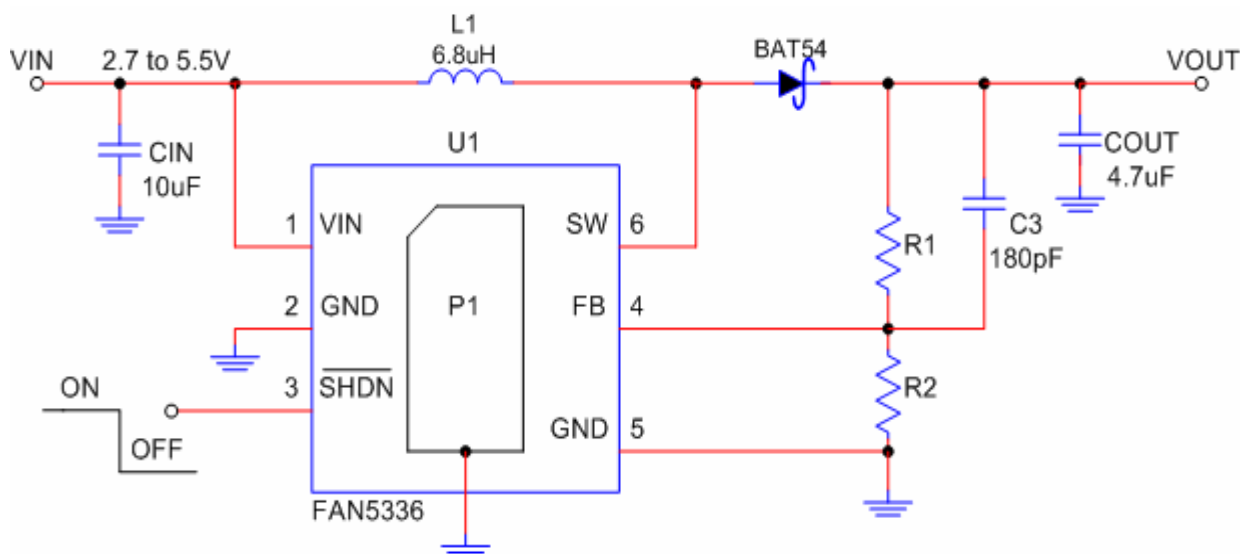 L1
6.8uH
BAT54
VIN
2.7 to 5.5V
VOUT
CIN
10uF
U1
COUT
4.7uF
1
VIN
SW
6
R1
C3
180pF
2
GND
P1
FB
4
ON
3
SHDN
R2
OFF
GND
5
FAN5336